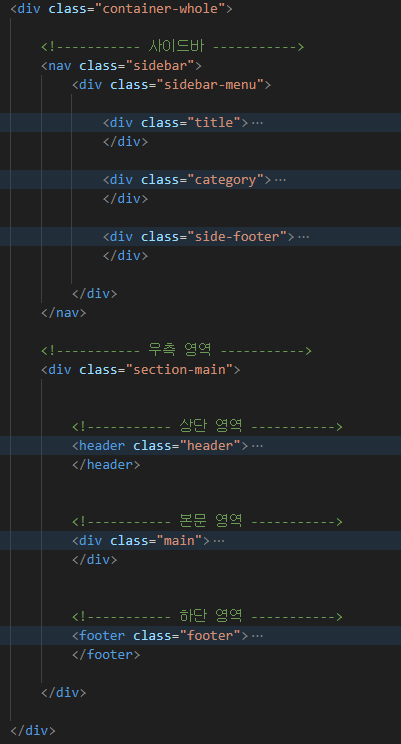 <div class="container-whole">
<!----------- 사이드바 ----------->
<nav class="sidebar">
<div class="sidebar-menu">
<div class="title">…
</div>
<div class="category">…
</div>
<div class="side-footer">…
</div>
</div>
</nav>
<!----------- 우측 영역 ----------->
<div class="section-main">
<!----------- 상단 영역 ----------->
<header class="header">…
</header>
<!----------- 본문 영역 ----------->
<div class="main">…
</div>
<!----------- 하단 영역 ----------->
<footer class="footer">…
</footer>
</div>
</div>